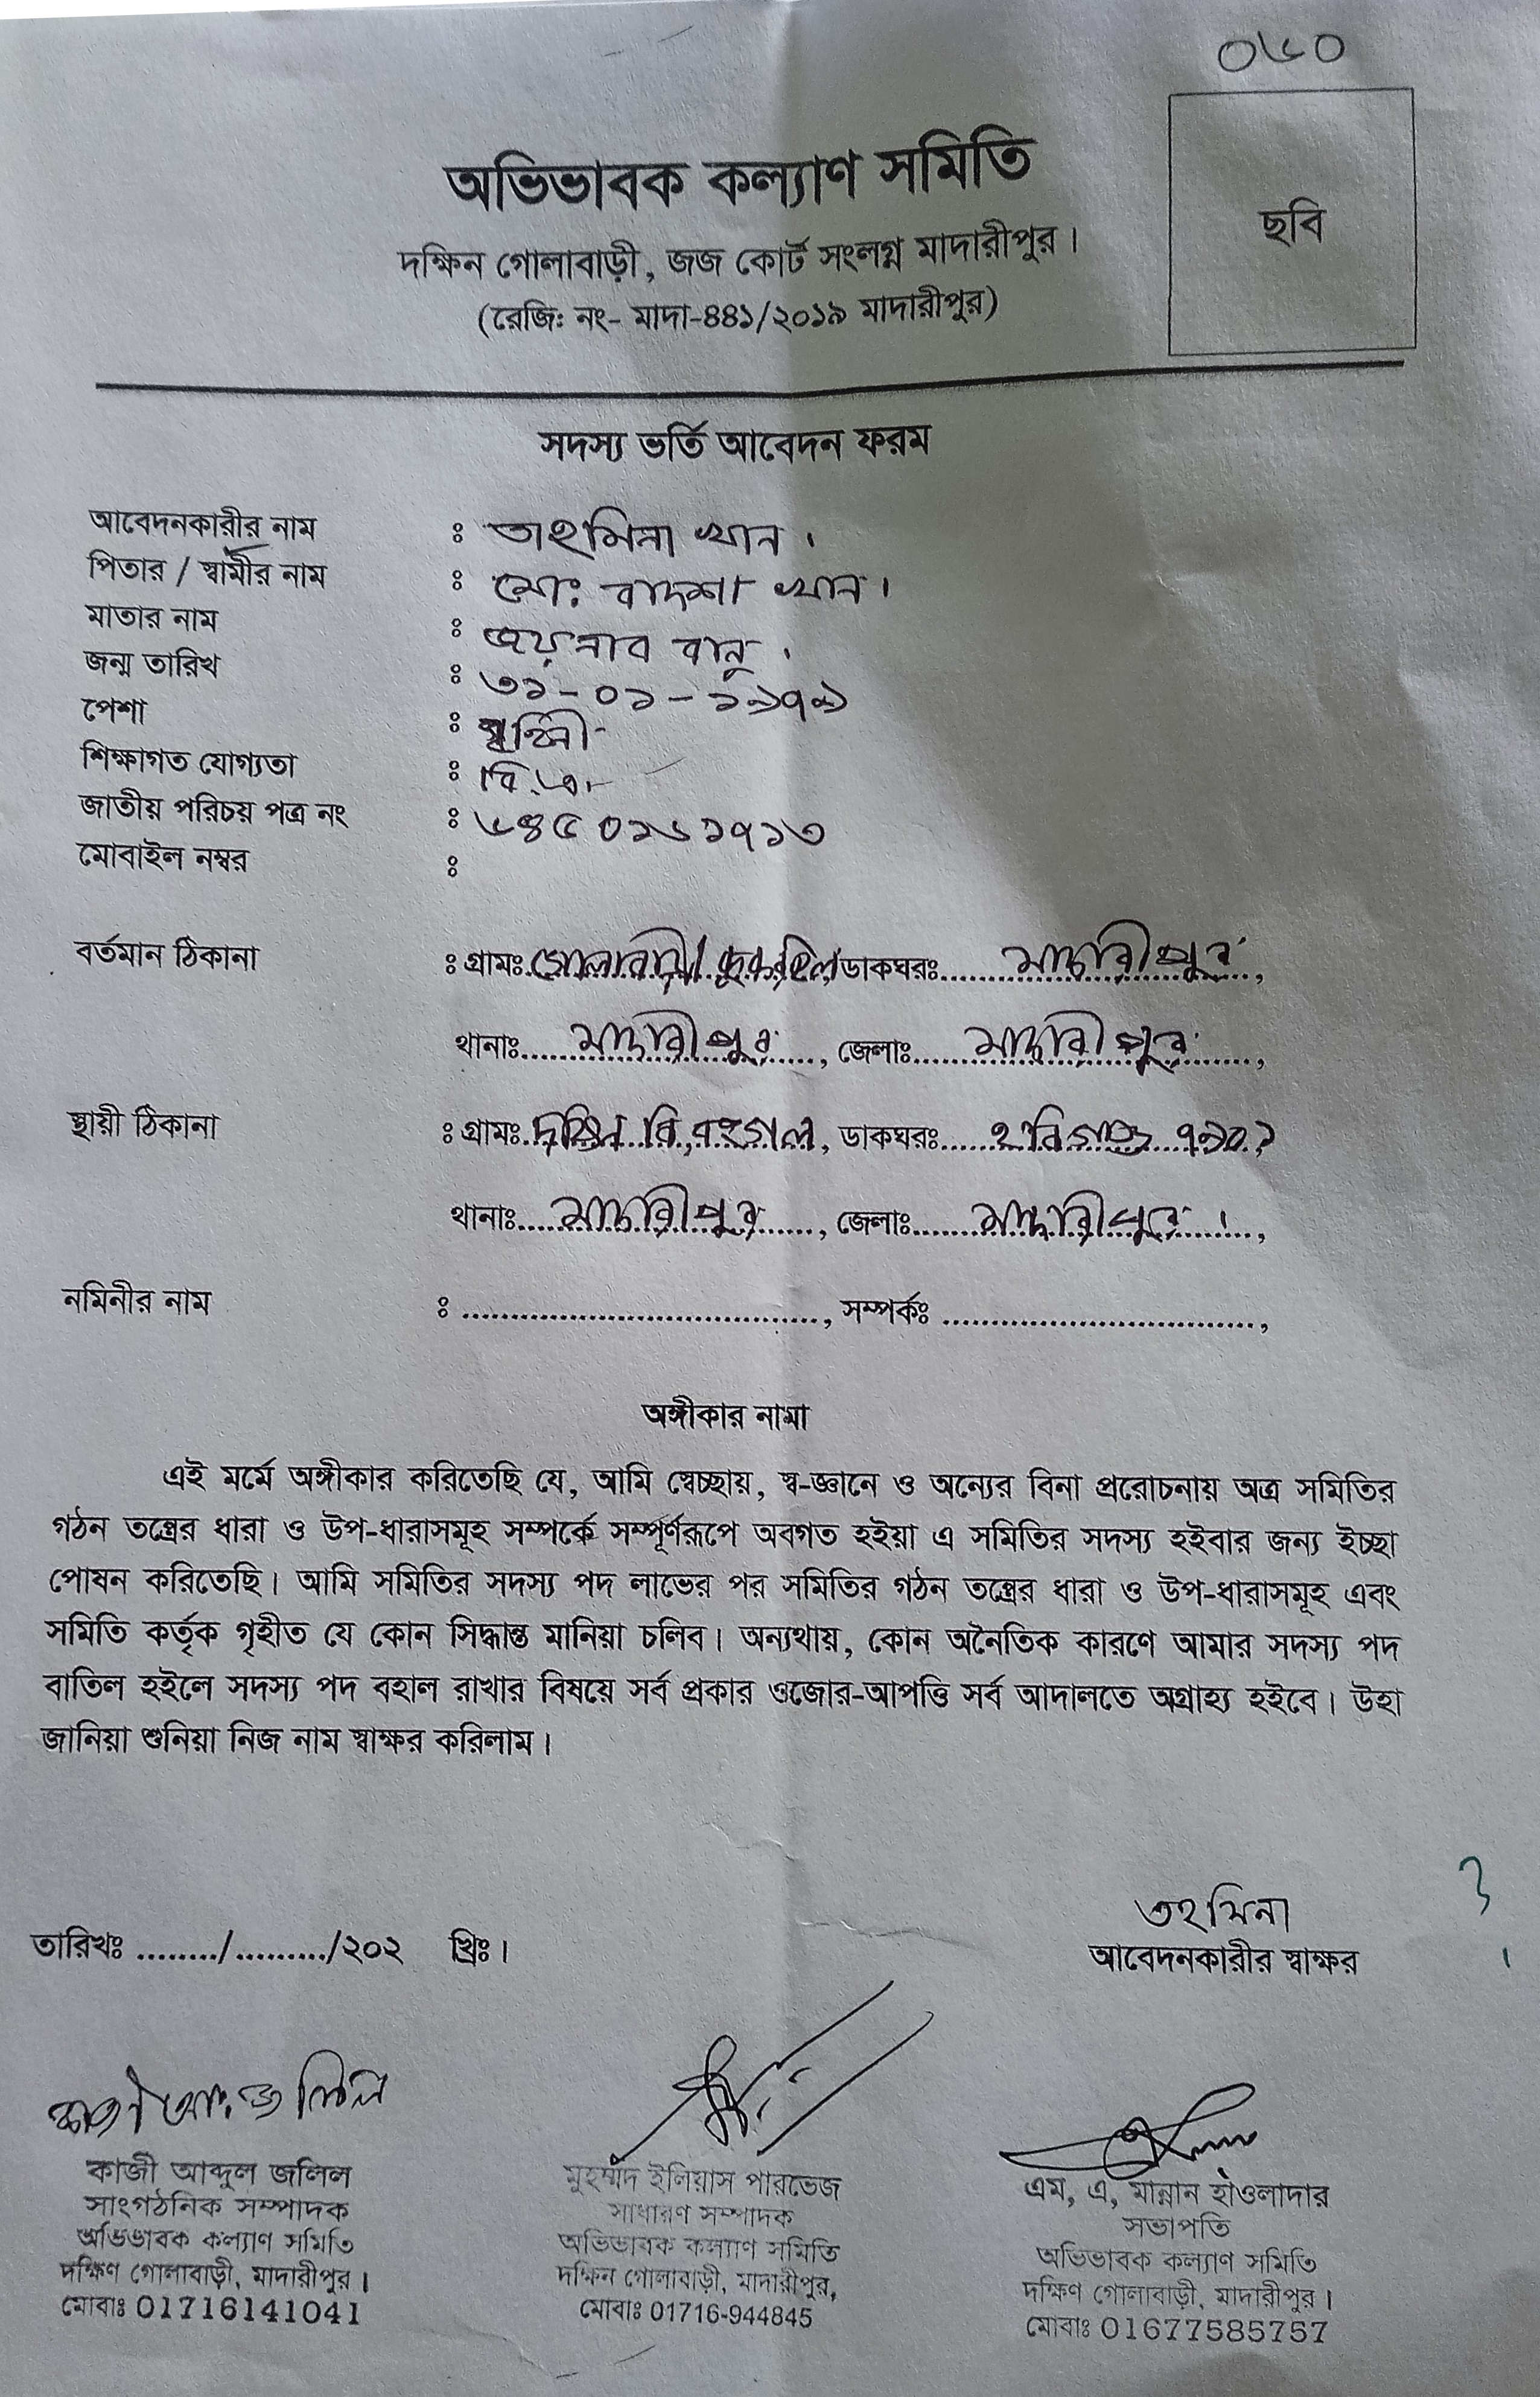 ০৬০
অভিভাবক কল্যাণ সমিতি
ছবি
দক্ষিন গোলাবাড়ী, জজ কোর্ট সংলগ্ন মাদারীপুর।
(রেজিঃ নং- মাদা-৪৪১/২০১৯ মাদারীপুর)
সদস্য ভর্তি আবেদন ফরম
আবেদনকারীর নাম : তাহমিনা খান।
পিতার / স্বামীর নাম : মোঃ বাদশা খান।
মাতার নাম : জয়নাব বানু।
জন্ম তারিখ : ৩১-০১-১৯৭৯
পেশা :
শিক্ষাগত যোগ্যতা : বি.এ.
জাতীয় পরিচয় পত্র নং : ৬৪৫০১৬১৭১৩
মোবাইল নম্বর :
বর্তমান ঠিকানা : গ্রামঃ গোলাবাড়ী, ডাকঘরঃ মাদারীপুর,
থানাঃ মাদারীপুর, জেলাঃ মাদারীপুর,
স্থায়ী ঠিকানা : গ্রামঃ দক্ষিন, ডাকঘরঃ হবিগঞ্জ ৭৯০১
থানাঃ মাদারীপুর, জেলাঃ মাদারীপুর।,
নমিনীর নাম : ................................, সম্পর্কঃ ................................,
অঙ্গীকার নামা
এই মর্মে অঙ্গীকার করিতেছি যে, আমি স্বেচ্ছায়, স্ব-জ্ঞানে ও অন্যের বিনা প্ররোচনায় অত্র সমিতির
গঠন তন্ত্রের ধারা ও উপ-ধারাসমূহ সম্পর্কে সম্পূর্ণরূপে অবগত হইয়া এ সমিতির সদস্য হইবার জন্য ইচ্ছা
পোষন করিতেছি। আমি সমিতির সদস্য পদ লাভের পর সমিতির গঠন তন্ত্রের ধারা ও উপ-ধারাসমূহ এবং
সমিতি কর্তৃক গৃহীত যে কোন সিদ্ধান্ত মানিয়া চলিব। অন্যথায়, কোন অনৈতিক কারণে আমার সদস্য পদ
বাতিল হইলে সদস্য পদ বহাল রাখার বিষয়ে সর্ব প্রকার ওজোর-আপত্তি সর্ব আদালতে অগ্রাহ্য হইবে। উহা
জানিয়া শুনিয়া নিজ নাম স্বাক্ষর করিলাম।
তহমিনা
তারিখঃ ......../........./২০২ খ্রিঃ। আবেদনকারীর স্বাক্ষর
কাজী আঃ জলিল
কাজী আব্দুল জলিল
সাংগঠনিক সম্পাদক
অভিভাবক কল্যাণ সমিতি
দক্ষিণ গোলাবাড়ী, মাদারীপুর।
মোবাঃ 01716141041
মুহম্মদ ইলিয়াস পারভেজ
সাধারণ সম্পাদক
অভিভাবক কল্যাণ সমিতি
দক্ষিন গোলাবাড়ী, মাদারীপুর,
মোবাঃ 01716-944845
এম, এ, মান্নান হাওলাদার
সভাপতি
অভিভাবক কল্যাণ সমিতি
দক্ষিণ গোলাবাড়ী, মাদারীপুর।
মোবাঃ 01677585757